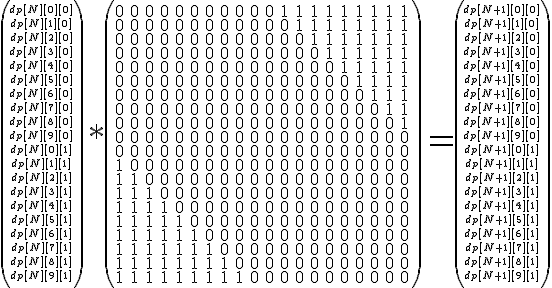 dp[N][0][0] 0 0 0 0 0 0 0 0 0 0 0 1 1 1 1 1 1 1 1 1 dp[N+1][0][0]
dp[N][1][0] 0 0 0 0 0 0 0 0 0 0 0 0 1 1 1 1 1 1 1 1 dp[N+1][1][0]
dp[N][2][0] 0 0 0 0 0 0 0 0 0 0 0 0 0 1 1 1 1 1 1 1 dp[N+1][2][0]
dp[N][3][0] 0 0 0 0 0 0 0 0 0 0 0 0 0 0 1 1 1 1 1 1 dp[N+1][3][0]
dp[N][4][0] 0 0 0 0 0 0 0 0 0 0 0 0 0 0 0 1 1 1 1 1 dp[N+1][4][0]
dp[N][5][0] 0 0 0 0 0 0 0 0 0 0 0 0 0 0 0 0 1 1 1 1 dp[N+1][5][0]
dp[N][6][0] 0 0 0 0 0 0 0 0 0 0 0 0 0 0 0 0 0 1 1 1 dp[N+1][6][0]
dp[N][7][0] 0 0 0 0 0 0 0 0 0 0 0 0 0 0 0 0 0 0 1 1 dp[N+1][7][0]
dp[N][8][0] 0 0 0 0 0 0 0 0 0 0 0 0 0 0 0 0 0 0 0 1 dp[N+1][8][0]
dp[N][9][0] * 0 0 0 0 0 0 0 0 0 0 0 0 0 0 0 0 0 0 0 0 = dp[N+1][9][0]
dp[N][0][1] 0 0 0 0 0 0 0 0 0 0 0 0 0 0 0 0 0 0 0 0 dp[N+1][0][1]
dp[N][1][1] 1 0 0 0 0 0 0 0 0 0 0 0 0 0 0 0 0 0 0 0 dp[N+1][1][1]
dp[N][2][1] 1 1 0 0 0 0 0 0 0 0 0 0 0 0 0 0 0 0 0 0 dp[N+1][2][1]
dp[N][3][1] 1 1 1 0 0 0 0 0 0 0 0 0 0 0 0 0 0 0 0 0 dp[N+1][3][1]
dp[N][4][1] 1 1 1 1 0 0 0 0 0 0 0 0 0 0 0 0 0 0 0 0 dp[N+1][4][1]
dp[N][5][1] 1 1 1 1 1 0 0 0 0 0 0 0 0 0 0 0 0 0 0 0 dp[N+1][5][1]
dp[N][6][1] 1 1 1 1 1 1 0 0 0 0 0 0 0 0 0 0 0 0 0 0 dp[N+1][6][1]
dp[N][7][1] 1 1 1 1 1 1 1 0 0 0 0 0 0 0 0 0 0 0 0 0 dp[N+1][7][1]
dp[N][8][1] 1 1 1 1 1 1 1 1 0 0 0 0 0 0 0 0 0 0 0 0 dp[N+1][8][1]
dp[N][9][1] 1 1 1 1 1 1 1 1 1 0 0 0 0 0 0 0 0 0 0 0 dp[N+1][9][1]